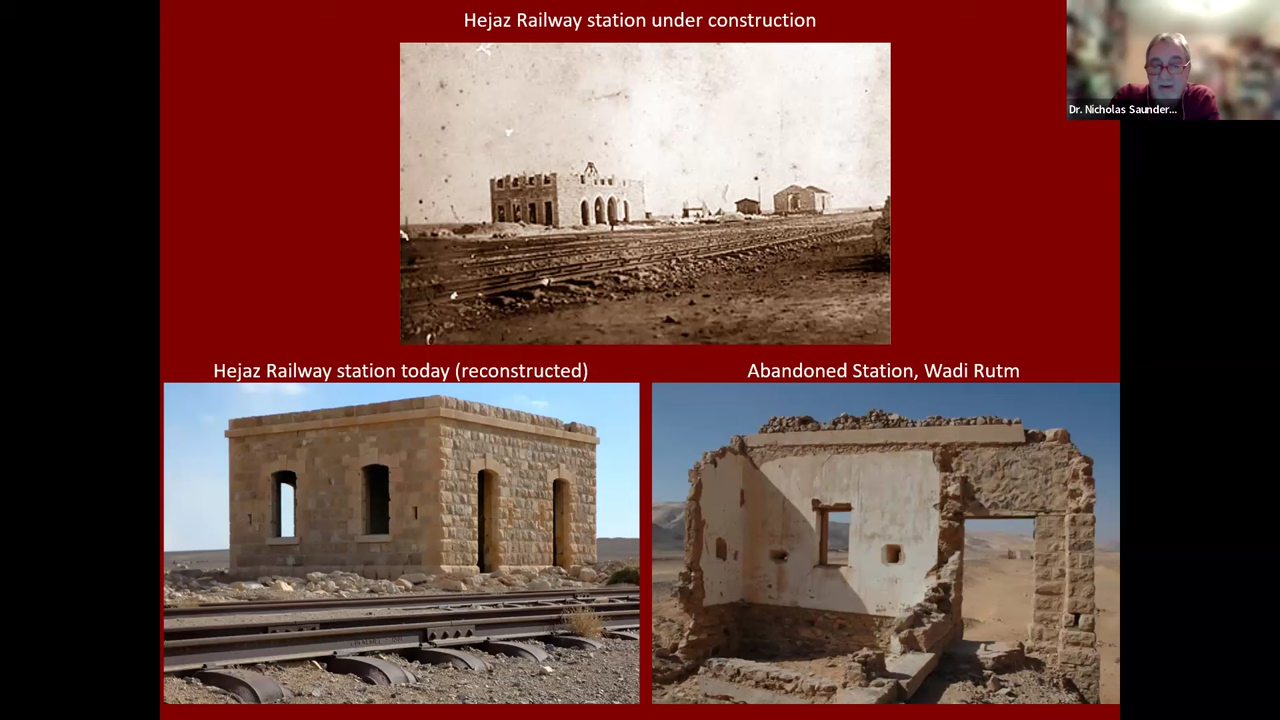 Hejaz Railway station under construction
Dr. Nicholas Saunder...
Hejaz Railway station today (reconstructed)
Abandoned Station, Wadi Rutm